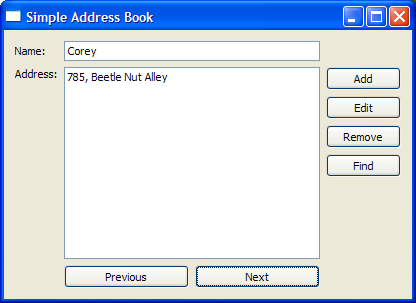 Simple Address Book
Name: Corey
Address: 785, Beetle Nut Alley
Add
Edit
Remove
Find
Previous Next